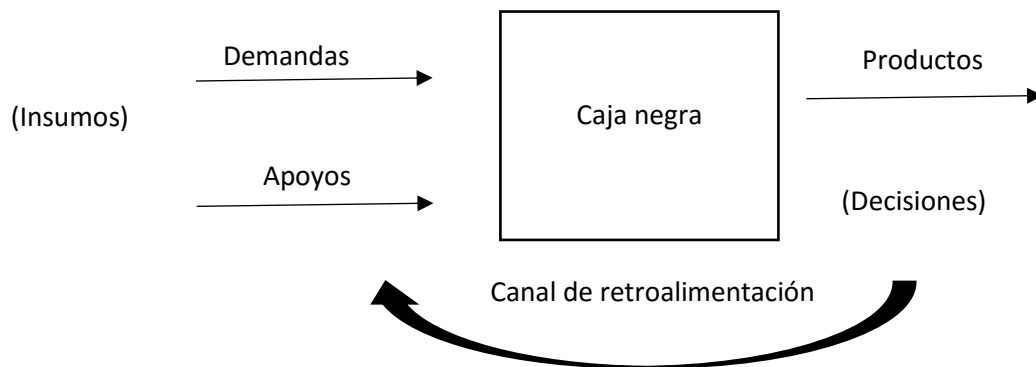 Demandas
Productos
(Insumos)
Caja negra
Apoyos
(Decisiones)
Canal de retroalimentación